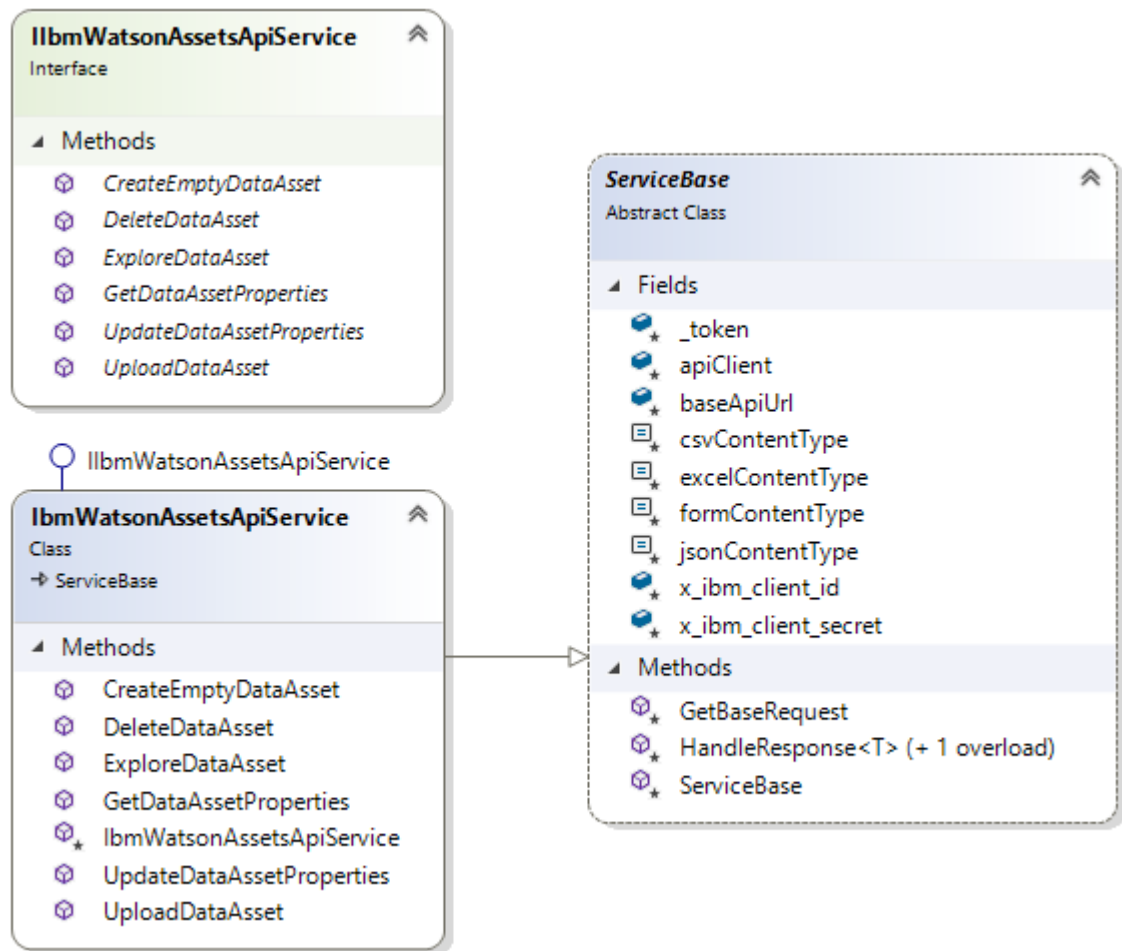 IIbmWatsonAssetsApiService
Interface
Methods
CreateEmptyDataAsset
DeleteDataAsset
ExploreDataAsset
GetDataAssetProperties
UpdateDataAssetProperties
UploadDataAsset
IIbmWatsonAssetsApiService
IbmWatsonAssetsApiService
Class
ServiceBase
Methods
CreateEmptyDataAsset
DeleteDataAsset
ExploreDataAsset
GetDataAssetProperties
IbmWatsonAssetsApiService
UpdateDataAssetProperties
UploadDataAsset
ServiceBase
Abstract Class
Fields
_token
apiClient
baseApiUrl
csvContentType
excelContentType
formContentType
jsonContentType
x_ibm_client_id
x_ibm_client_secret
Methods
GetBaseRequest
HandleResponse<T> (+ 1 overload)
ServiceBase